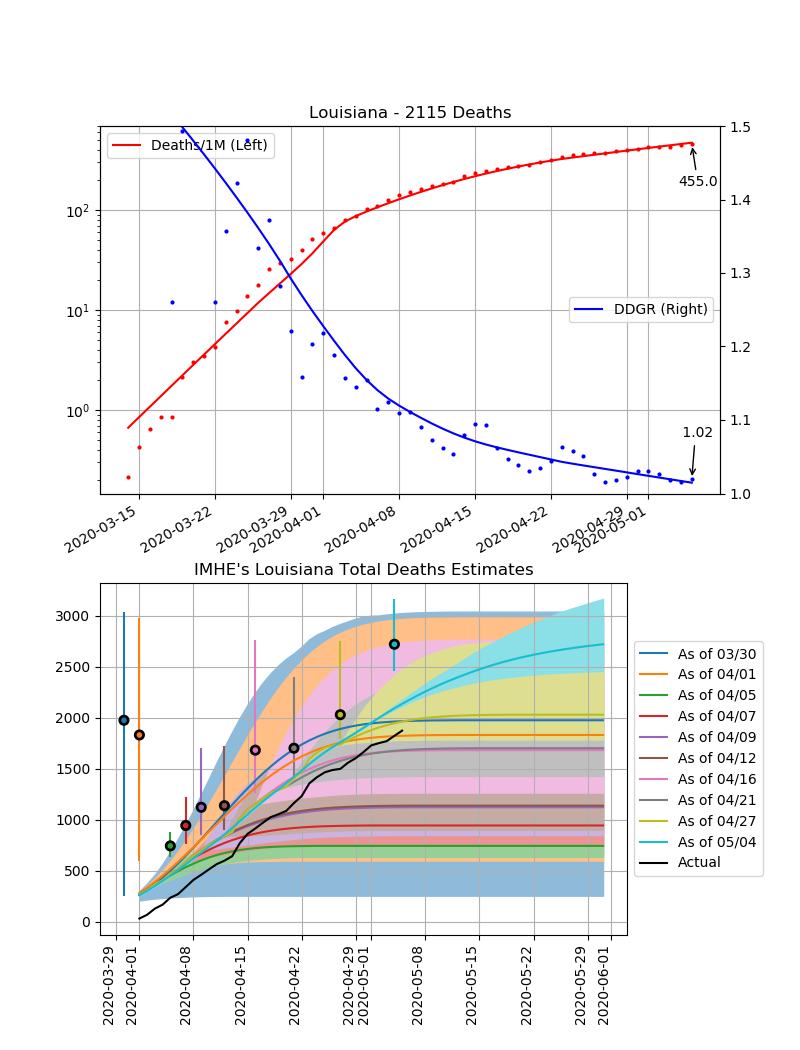 Louisiana - 2115 Deaths
Deaths/1M (Left)
DDGR (Right)
455.0
1.02
10²
10¹
10⁰
1.5
1.4
1.3
1.2
1.1
1.0
2020-03-15
2020-03-22
2020-03-29
2020-04-01
2020-04-08
2020-04-15
2020-04-22
2020-04-29
2020-05-01
IMHE's Louisiana Total Deaths Estimates
3000
2500
2000
1500
1000
500
0
2020-03-29
2020-04-01
2020-04-08
2020-04-15
2020-04-22
2020-04-29
2020-05-01
2020-05-08
2020-05-15
2020-05-22
2020-05-29
2020-06-01
As of 03/30
As of 04/01
As of 04/05
As of 04/07
As of 04/09
As of 04/12
As of 04/16
As of 04/21
As of 04/27
As of 05/04
Actual